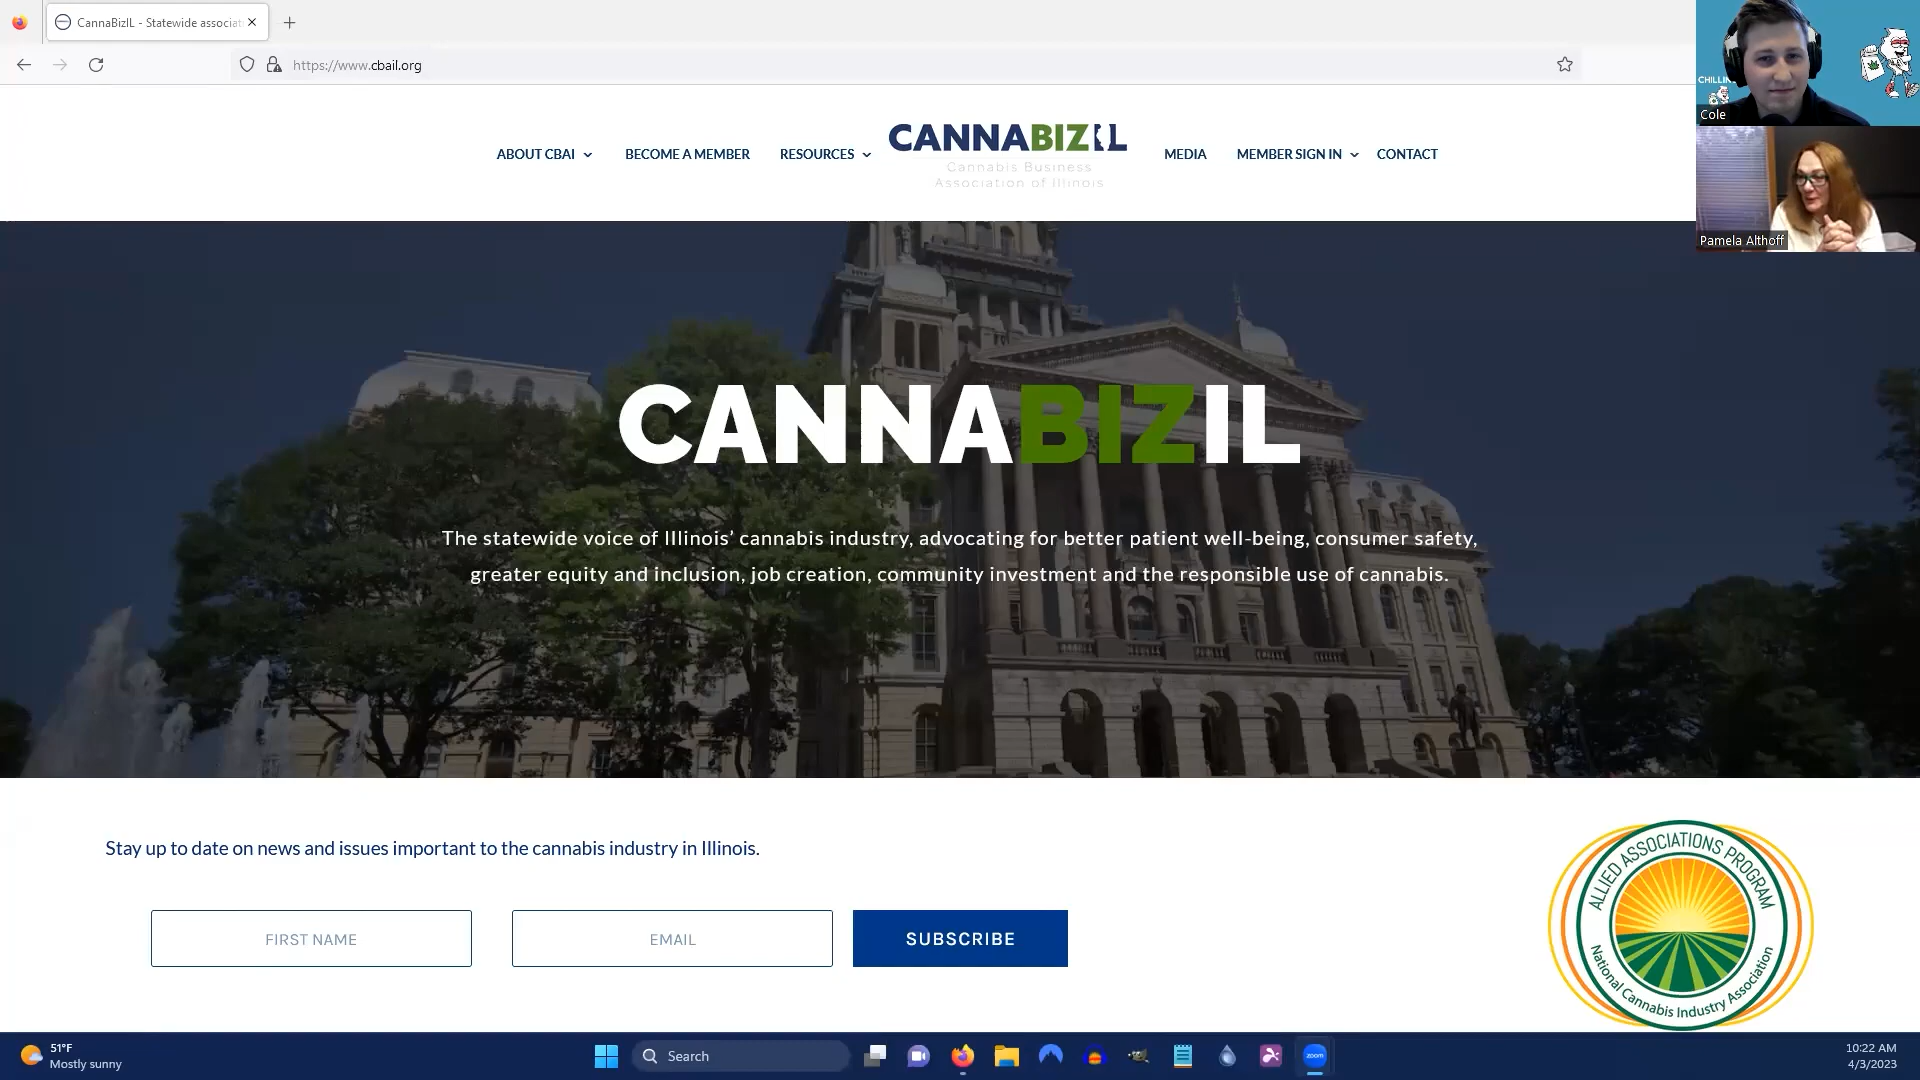 CannaBizIL - Statewide associat
https://www.cbail.org
CHILLIN
Cole
Pamela Althoff
ABOUT CBAI
BECOME A MEMBER
RESOURCES
CANNABIZIL
Cannabis Business
Association of Illinois
MEDIA
MEMBER SIGN IN
CONTACT
CANNABIZIL
The statewide voice of Illinois’ cannabis industry, advocating for better patient well-being, consumer safety,
greater equity and inclusion, job creation, community investment and the responsible use of cannabis.
Stay up to date on news and issues important to the cannabis industry in Illinois.
FIRST NAME
EMAIL
SUBSCRIBE
ALLIED ASSOCIATIONS PROGRAM
National Cannabis Industry Association
51°F
Mostly sunny
Search
zoom
10:22 AM
4/3/2023